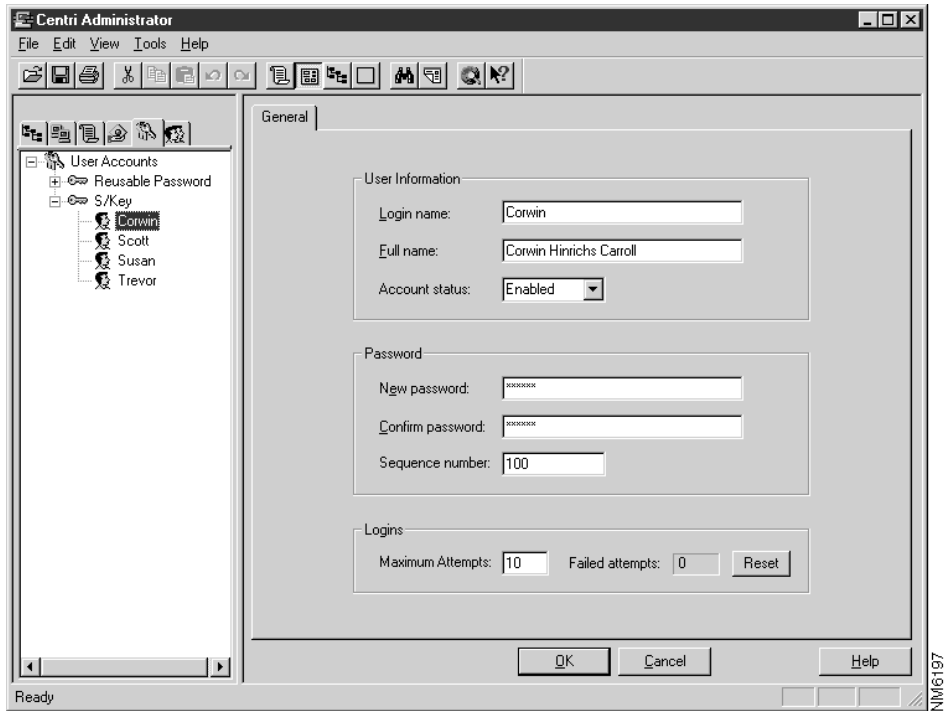 Centri Administrator
File Edit View Tools Help
General
User Accounts
Reusable Password
S/Key
Corwin
Scott
Susan
Trevor
User Information
Login name: Corwin
Full name: Corwin Hinrichs Carroll
Account status: Enabled
Password
New password: xxxxxx
Confirm password: xxxxxx
Sequence number: 100
Logins
Maximum Attempts: 10 Failed attempts: 0 Reset
OK Cancel Help
Ready
NM6197